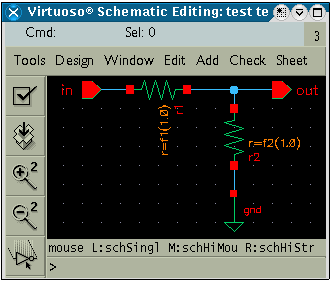 Virtuoso® Schematic Editing: test te
Cmd: Sel: 0
3
Tools Design Window Edit Add Check Sheet
in
r1
out
r=f1(1.0)
r=f2(1.0)
r2
gnd
2
2
mouse L:schSingl M:schHiMou R:schHiStr
>